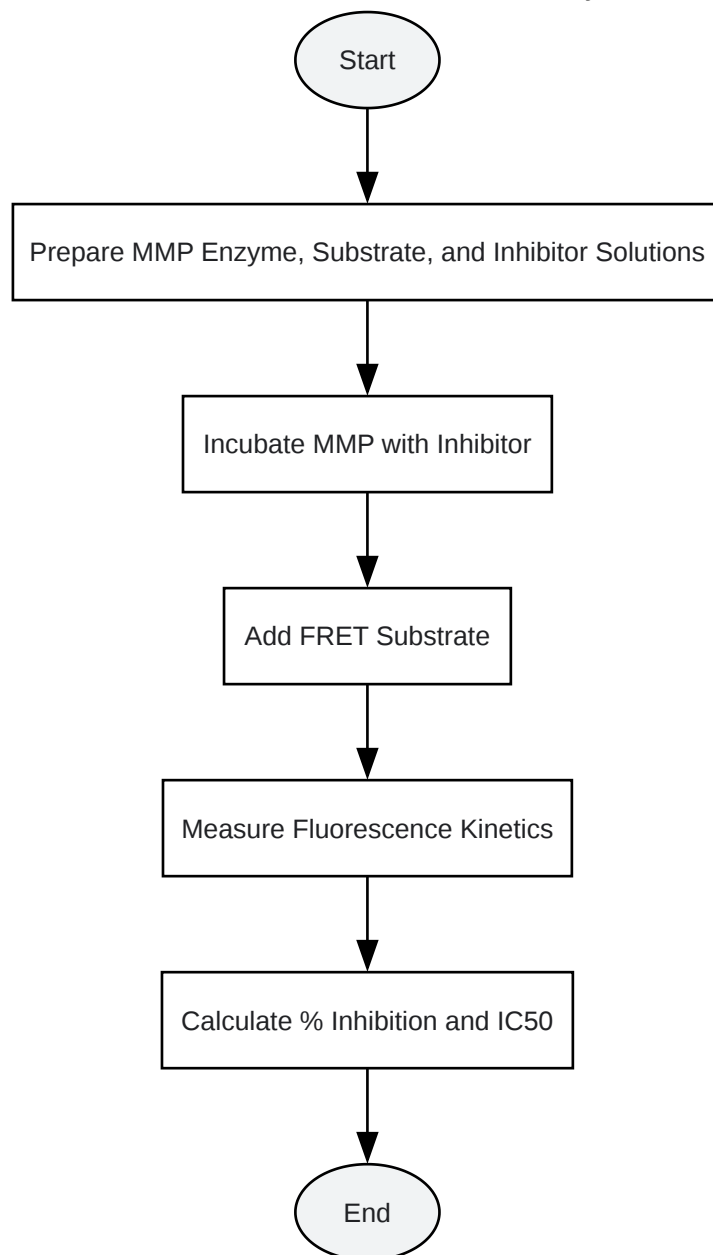 Start
Prepare MMP Enzyme, Substrate, and Inhibitor Solutions
Incubate MMP with Inhibitor
Add FRET Substrate
Measure Fluorescence Kinetics
Calculate % Inhibition and IC50
End